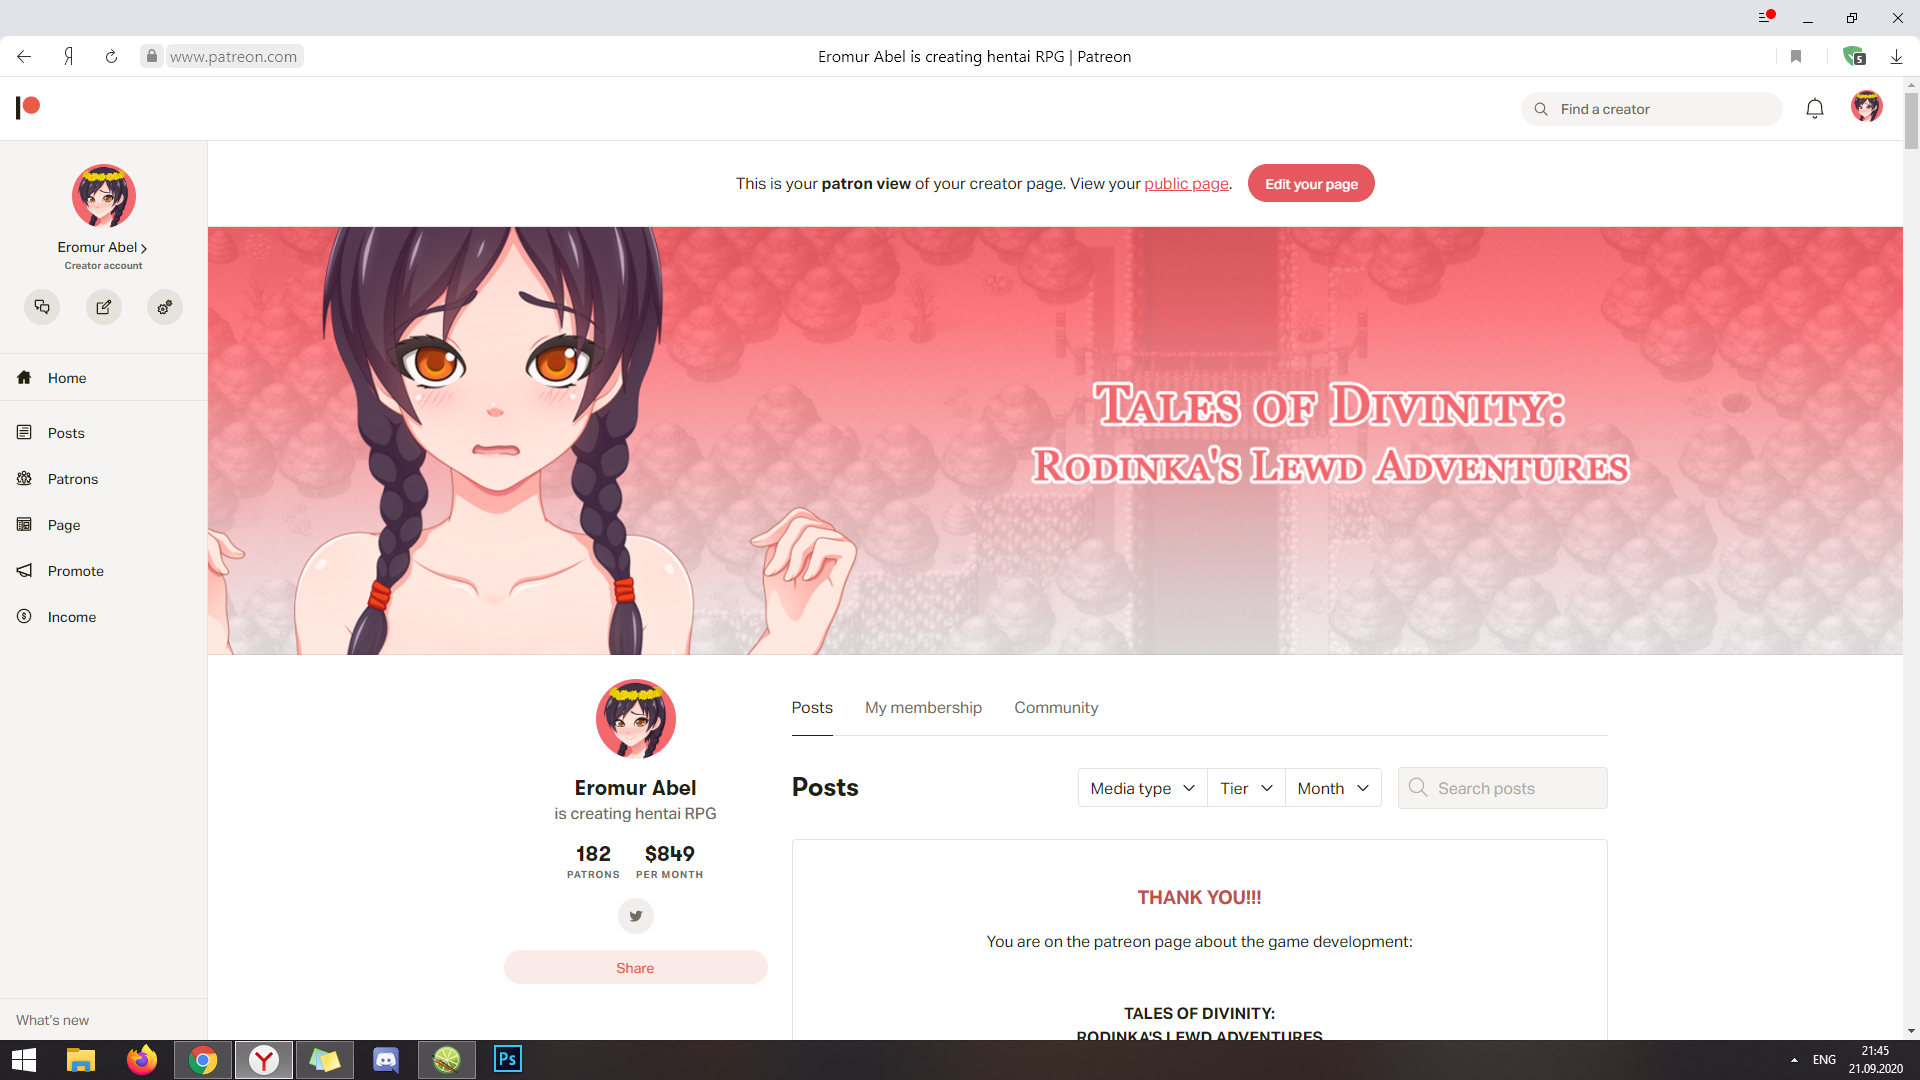 www.patreon.com
Eromur Abel is creating hentai RPG | Patreon
5
Find a creator
Eromur Abel
Creator account
Home
Posts
Patrons
Page
Promote
Income
What's new
This is your patron view of your creator page. View your public page.
Edit your page
TALES OF DIVINITY:
RODINKA'S LEWD ADVENTURES
Eromur Abel
is creating hentai RPG
182
PATRONS
$849
PER MONTH
Share
Posts
My membership
Community
Posts
Media type
Tier
Month
Search posts
THANK YOU!!!
You are on the patreon page about the game development:
TALES OF DIVINITY:
RODINKA'S LEWD ADVENTURES
Ps
ENG
21:45
21.09.2020